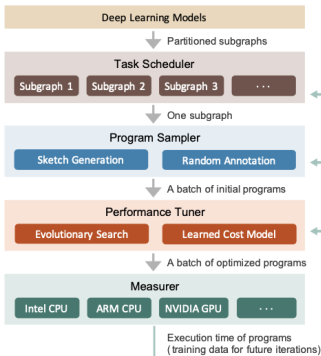 Deep Learning Models
Partitioned subgraphs
Task Scheduler
Subgraph 1 Subgraph 2 Subgraph 3 ...
One subgraph
Program Sampler
Sketch Generation Random Annotation
A batch of initial programs
Performance Tuner
Evolutionary Search Learned Cost Model
A batch of optimized programs
Measurer
Intel CPU ARM CPU NVIDIA GPU ...
Execution time of programs
(training data for future iterations)